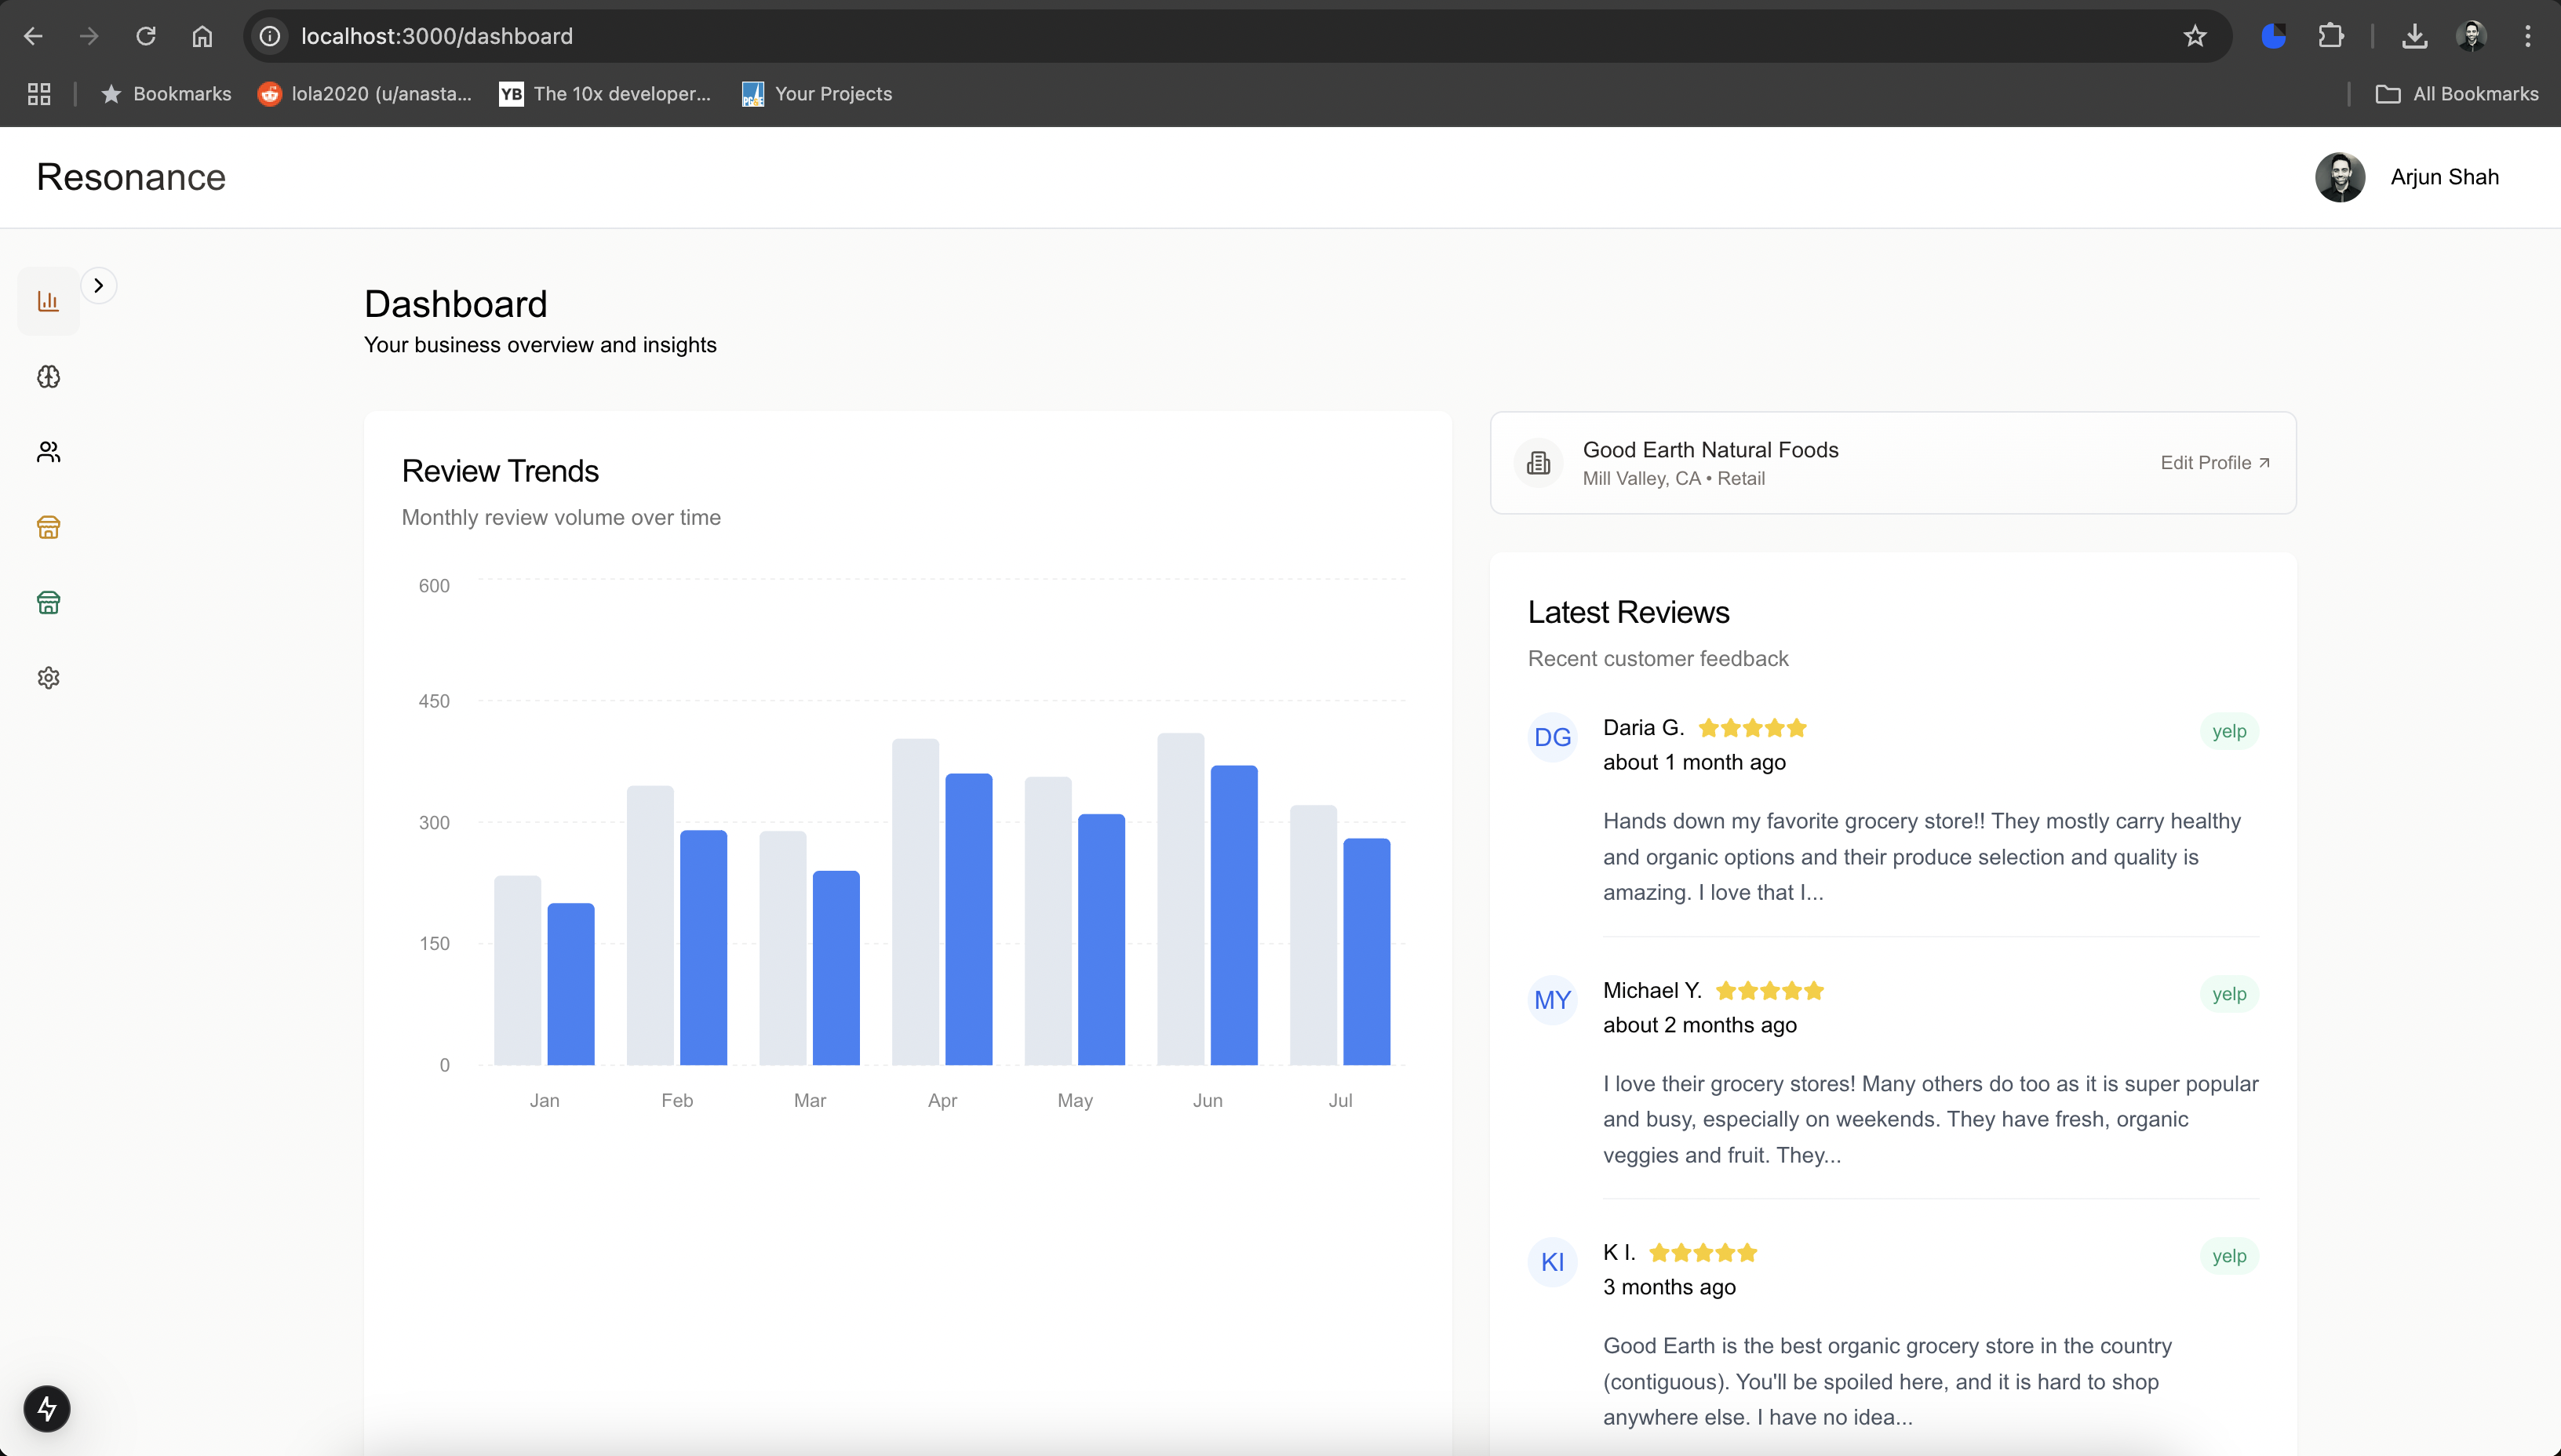 localhost:3000/dashboard
Bookmarks
lola2020 (u/anasta...
YB
The 10x developer...
Your Projects
All Bookmarks
Resonance
Arjun Shah
Dashboard
Your business overview and insights
Review Trends
Monthly review volume over time
600
450
300
150
0
Jan Feb Mar Apr May Jun Jul
Good Earth Natural Foods
Mill Valley, CA • Retail
Edit Profile
Latest Reviews
Recent customer feedback
DG
Daria G.
yelp
about 1 month ago
Hands down my favorite grocery store!! They mostly carry healthy
and organic options and their produce selection and quality is
amazing. I love that I...
MY
Michael Y.
yelp
about 2 months ago
I love their grocery stores! Many others do too as it is super popular
and busy, especially on weekends. They have fresh, organic
veggies and fruit. They...
KI
K I.
yelp
3 months ago
Good Earth is the best organic grocery store in the country
(contiguous). You'll be spoiled here, and it is hard to shop
anywhere else. I have no idea...